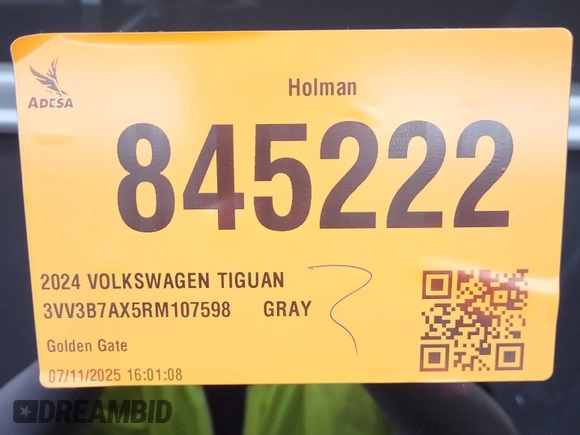 ADESA
Holman
845222
2024 VOLKSWAGEN TIGUAN
3VV3B7AX5RM107598 GRAY
Golden Gate
07/11/2025 16:01:08
DREAMBID